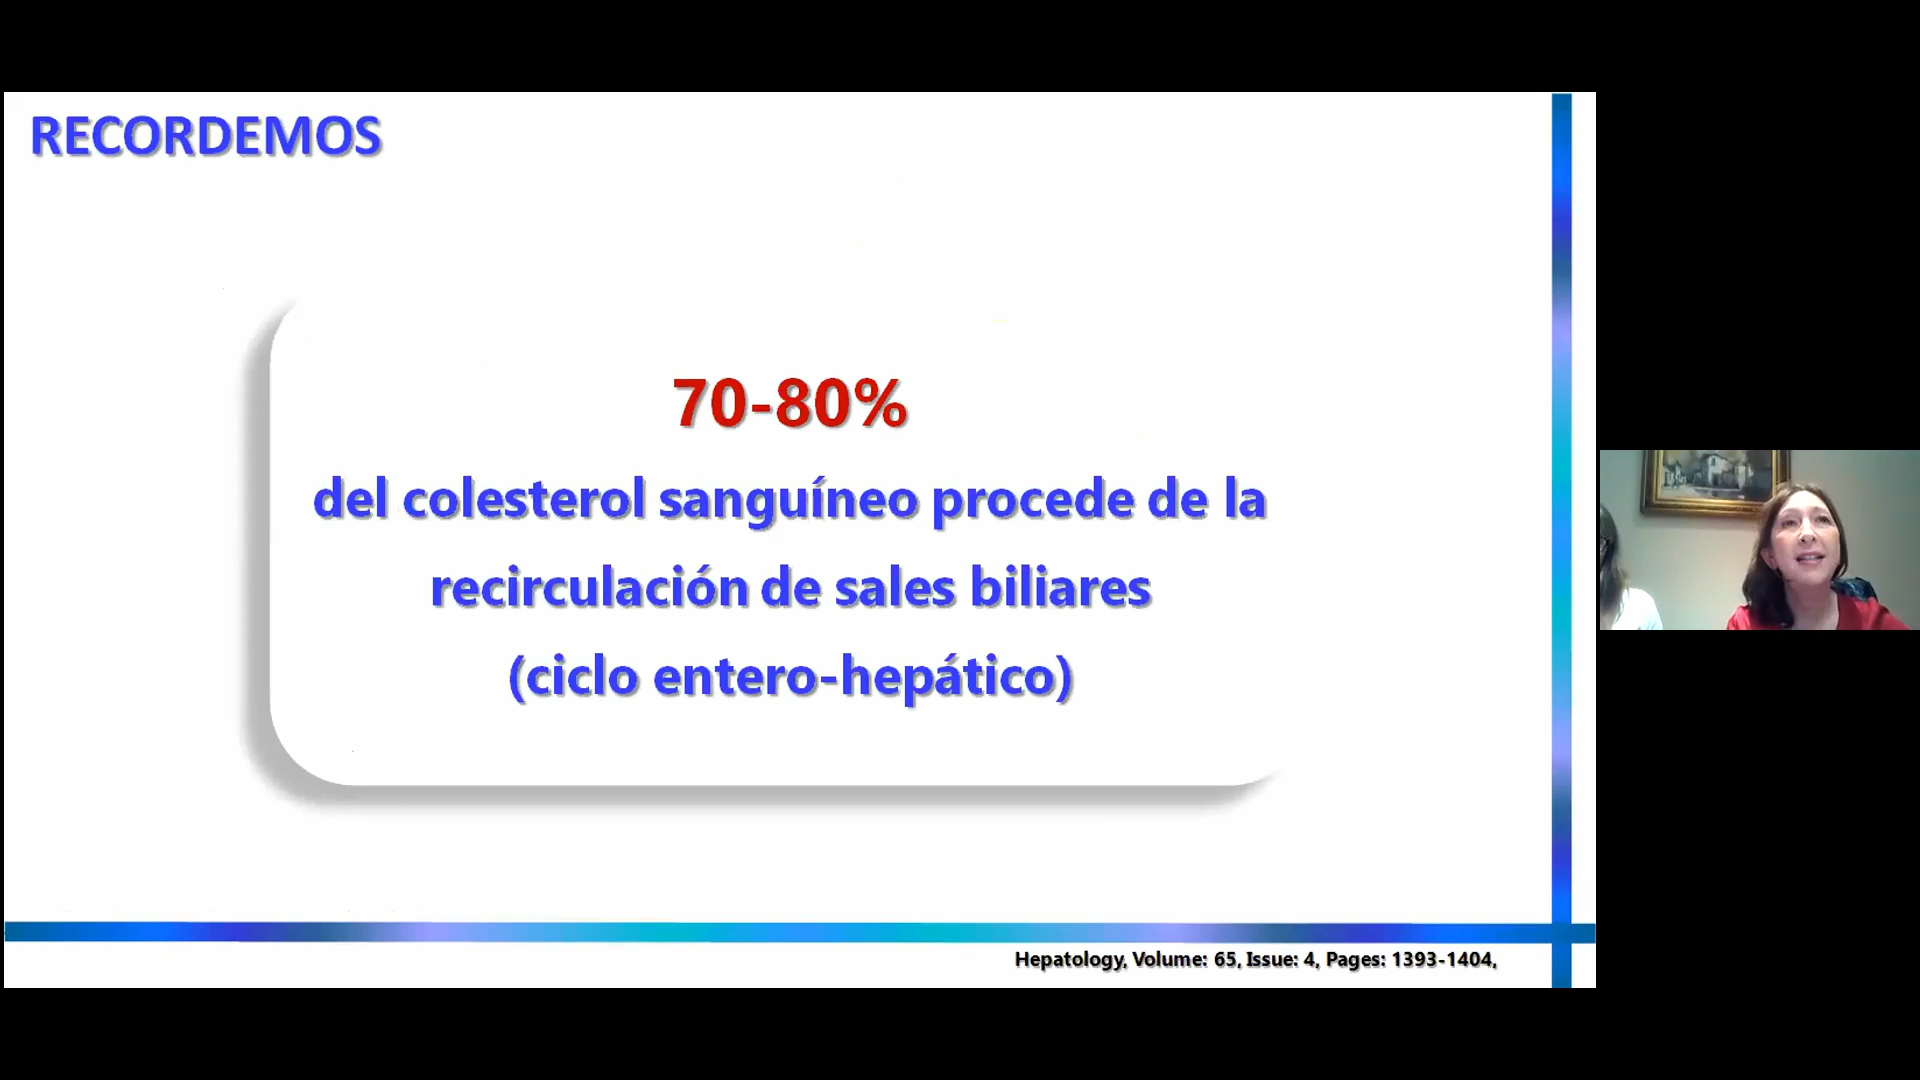 RECORDEMOS
70-80%
del colesterol sanguíneo procede de la
recirculación de sales biliares
(ciclo entero-hepático)
Hepatology, Volume: 65, Issue: 4, Pages: 1393-1404,